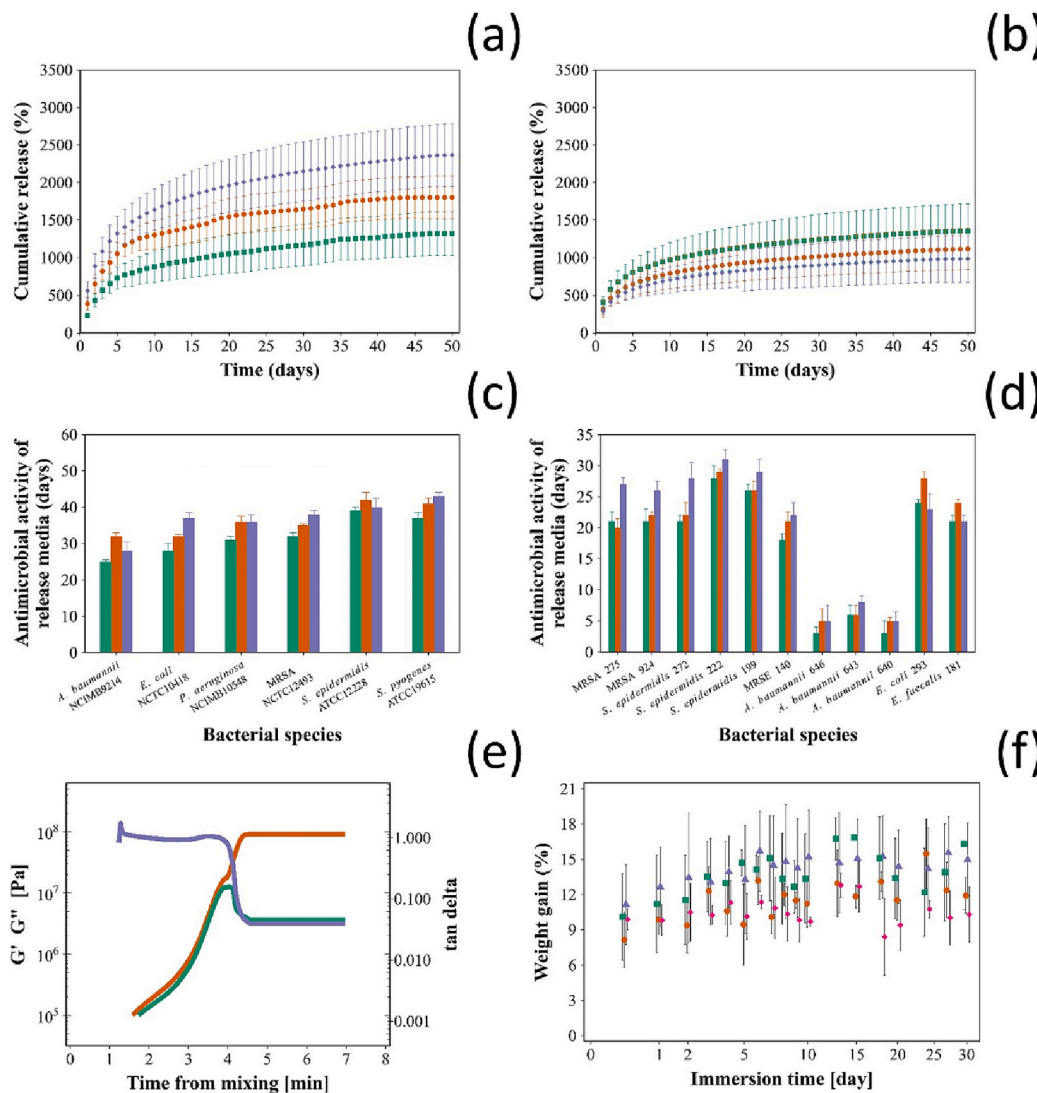 (a)
3500
3000
2500
2000
1500
1000
500
0
Cumulative release (%)
0 5 10 15 20 25 30 35 40 45 50
Time (days)
(b)
3500
3000
2500
2000
1500
1000
500
0
Cumulative release (%)
0 5 10 15 20 25 30 35 40 45 50
Time (days)
(c)
60
50
40
30
20
10
0
Antimicrobial activity of
release media (days)
A. baumannii
NCIMB9214
E. coli
NCTC10418
P. aeruginosa
NCIMB10548
MRSA
NCTC12493
S. epidermidis
ATCC12228
S. pyogenes
ATCC19615
Bacterial species
(d)
35
30
25
20
15
10
5
0
Antimicrobial activity of
release media (days)
MRSA 275
MRSA 924
S. epidermidis 272
S. epidermidis 222
S. epidermidis 199
MRSE 140
A. baumannii 646
A. baumannii 643
A. baumannii 640
E. coli 293
E. faecalis 181
Bacterial species
(e)
10⁸
10⁷
10⁶
10⁵
G' G" [Pa]
1.000
0.100
0.010
0.001
tan delta
0 1 2 3 4 5 6 7 8
Time from mixing [min]
(f)
21
18
15
12
9
6
3
0
Weight gain (%)
0 1 2 5 10 15 20 25 30
Immersion time [day]